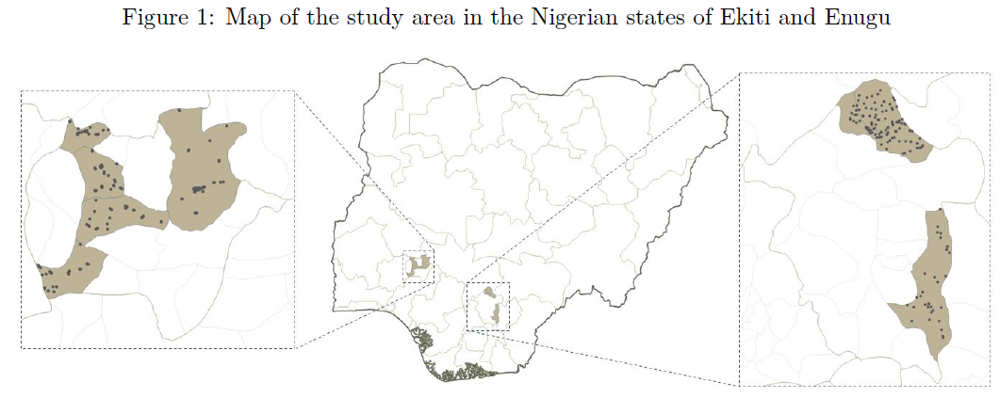 Figure 1: Map of the study area in the Nigerian states of Ekiti and Enugu